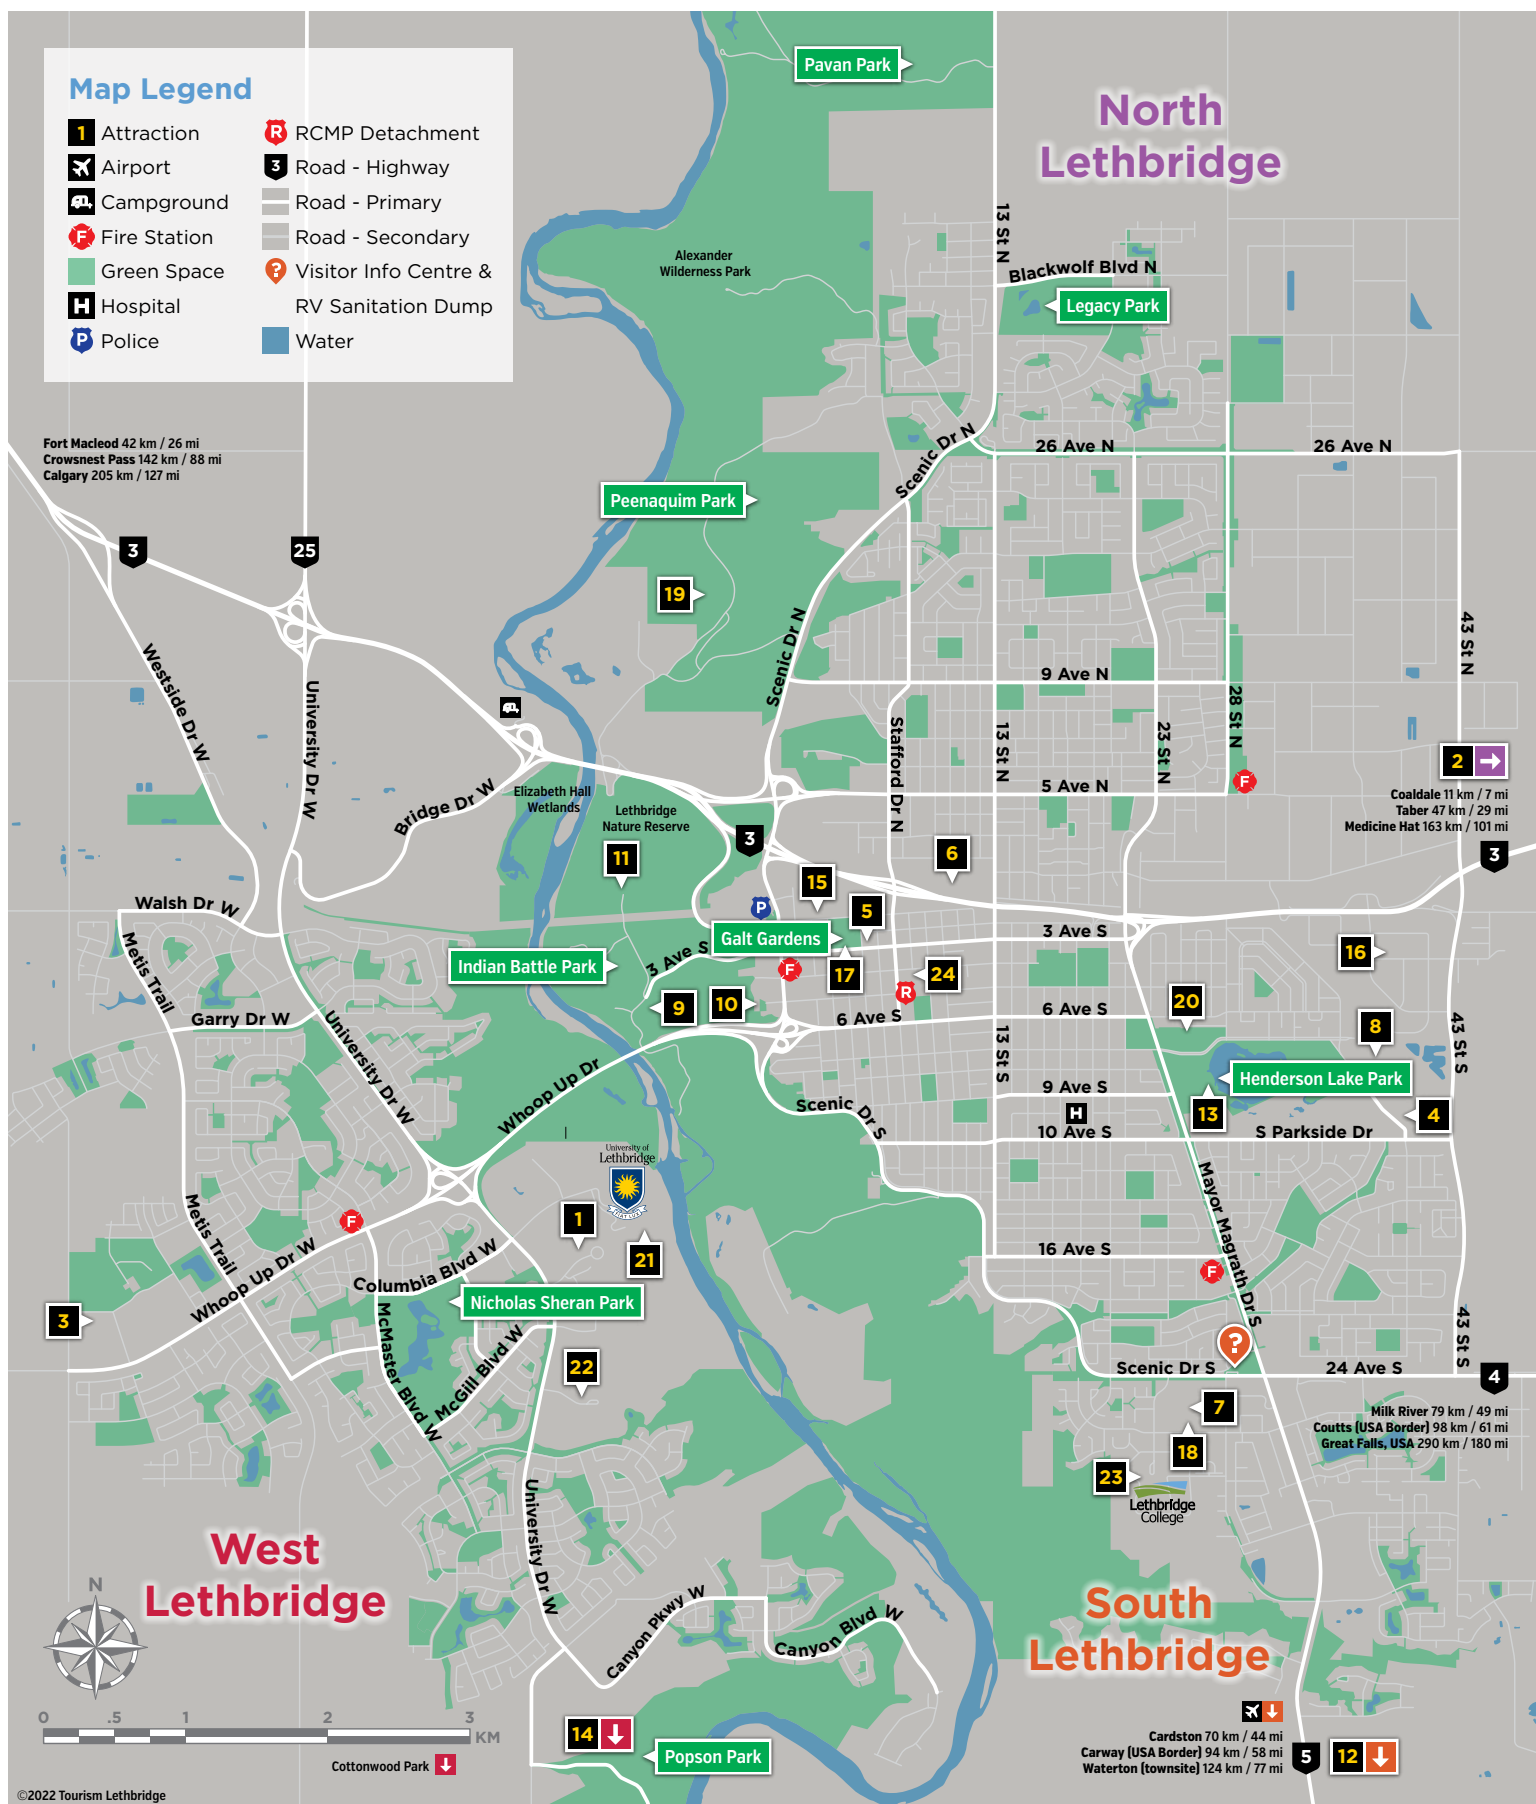 Map Legend
1 Attraction
Airport
Campground
F Fire Station
Green Space
H Hospital
P Police
R RCMP Detachment
3 Road - Highway
Road - Primary
Road - Secondary
? Visitor Info Centre &
RV Sanitation Dump
Water
Pavan Park
North
Lethbridge
13 St N
Alexander
Wilderness Park
Blackwolf Blvd N
Legacy Park
Fort Macleod 42 km / 26 mi
Crowsnest Pass 142 km / 88 mi
Calgary 205 km / 127 mi
Scenic Dr N
26 Ave N
26 Ave N
Peenaquim Park
3
25
19
Scenic Dr N
43 St N
Westside Dr W
University Dr W
9 Ave N
28 St N
Stafford Dr N
13 St N
23 St N
2
5 Ave N
F
Coaldale 11 km / 7 mi
Taber 47 km / 29 mi
Medicine Hat 163 km / 101 mi
3
Bridge Dr W
Elizabeth Hall
Wetlands
Lethbridge
Nature Reserve
3
11
6
15
5
P
Walsh Dr W
Galt Gardens
3 Ave S
3 Ave S
Metis Trail
Indian Battle Park
F
17
24
R
16
9
10
20
Garry Dr W
University Dr W
6 Ave S
6 Ave S
13 St S
8
43 St S
Whoop Up Dr
Henderson Lake Park
9 Ave S
H
13
4
Scenic Dr S
10 Ave S
S Parkside Dr
University of
Lethbridge
FIAT LUX
Metis Trail
F
1
21
Mayor Magrath Dr S
16 Ave S
F
Whoop Up Dr W
Columbia Blvd W
Nicholas Sheran Park
3
McMaster Blvd W
McGill Blvd W
22
?
Scenic Dr S
24 Ave S
43 St S
4
7
Milk River 79 km / 49 mi
Coutts (USA Border) 98 km / 61 mi
Great Falls, USA 290 km / 180 mi
18
23
Lethbridge
College
University Dr W
West
Lethbridge
N
Canyon Pkwy W
Canyon Blvd W
South
Lethbridge
0 .5 1 2 3
KM
Cottonwood Park
14
Popson Park
Cardston 70 km / 44 mi
Carway (USA Border) 94 km / 58 mi
Waterton (townsite) 124 km / 77 mi
5
12
©2022 Tourism Lethbridge